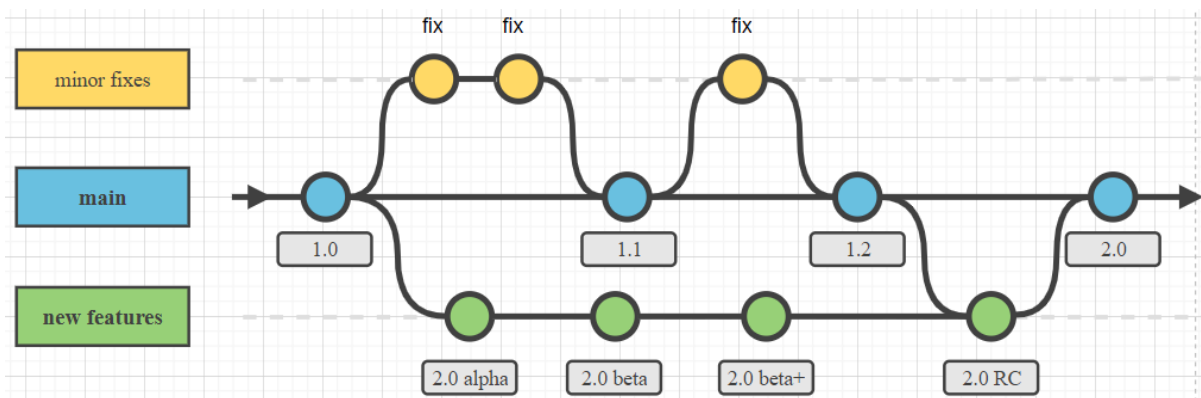 fix
fix
fix
minor fixes
main
1.0
1.1
1.2
2.0
new features
2.0 alpha
2.0 beta
2.0 beta+
2.0 RC